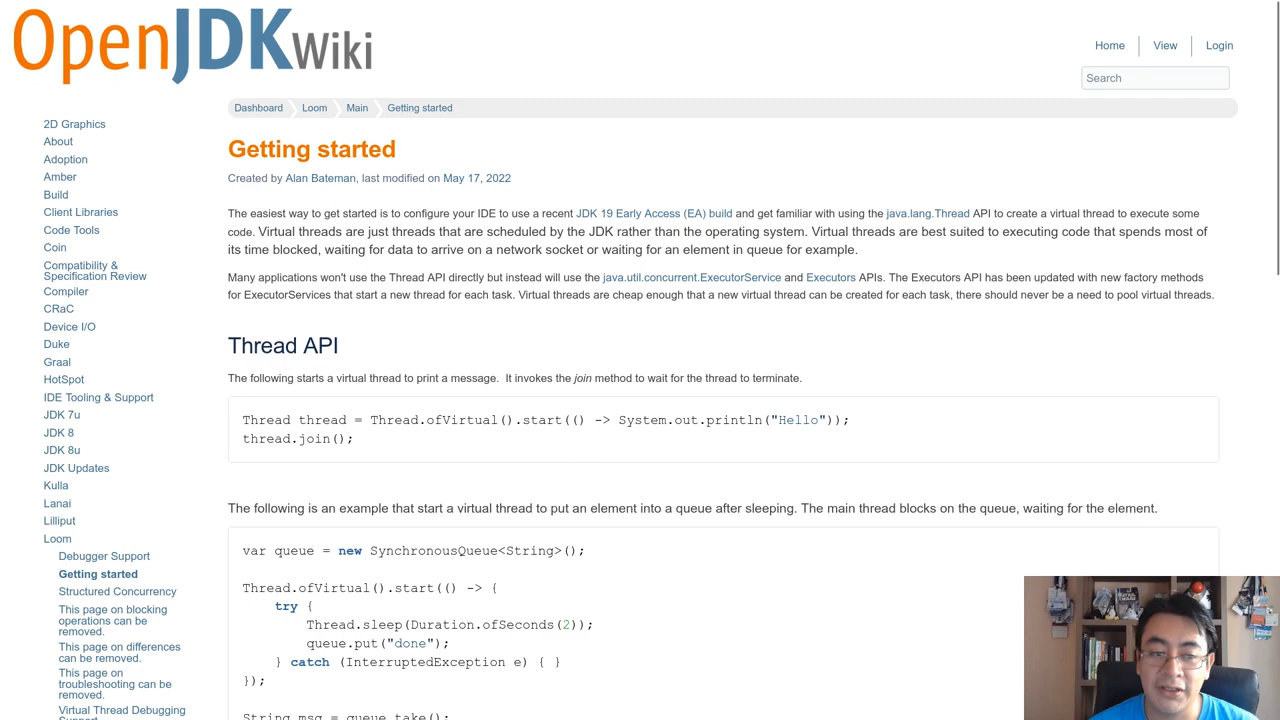 OpenJDKWiki
Home
View
Login
Search
Dashboard
Loom
Main
Getting started
2D Graphics
About
Adoption
Amber
Build
Client Libraries
Code Tools
Coin
Compatibility &
Specification Review
Compiler
CRaC
Device I/O
Duke
Graal
HotSpot
IDE Tooling & Support
JDK 7u
JDK 8
JDK 8u
JDK Updates
Kulla
Lanai
Lilliput
Loom
Debugger Support
Getting started
Structured Concurrency
This page on blocking
operations can be
removed.
This page on differences
can be removed.
This page on
troubleshooting can be
removed.
Virtual Thread Debugging
Support
Getting started
Created by Alan Bateman, last modified on May 17, 2022
The easiest way to get started is to configure your IDE to use a recent JDK 19 Early Access (EA) build and get familiar with using the java.lang.Thread API to create a virtual thread to execute some
code. Virtual threads are just threads that are scheduled by the JDK rather than the operating system. Virtual threads are best suited to executing code that spends most of
its time blocked, waiting for data to arrive on a network socket or waiting for an element in queue for example.
Many applications won't use the Thread API directly but instead will use the java.util.concurrent.ExecutorService and Executors APIs. The Executors API has been updated with new factory methods
for ExecutorServices that start a new thread for each task. Virtual threads are cheap enough that a new virtual thread can be created for each task, there should never be a need to pool virtual threads.
Thread API
The following starts a virtual thread to print a message.  It invokes the join method to wait for the thread to terminate.
Thread thread = Thread.ofVirtual().start(() -> System.out.println("Hello"));
thread.join();
The following is an example that start a virtual thread to put an element into a queue after sleeping. The main thread blocks on the queue, waiting for the element.
var queue = new SynchronousQueue<String>();
Thread.ofVirtual().start(() -> {
    try {
        Thread.sleep(Duration.ofSeconds(2));
        queue.put("done");
    } catch (InterruptedException e) { }
});
String msg = queue.take();